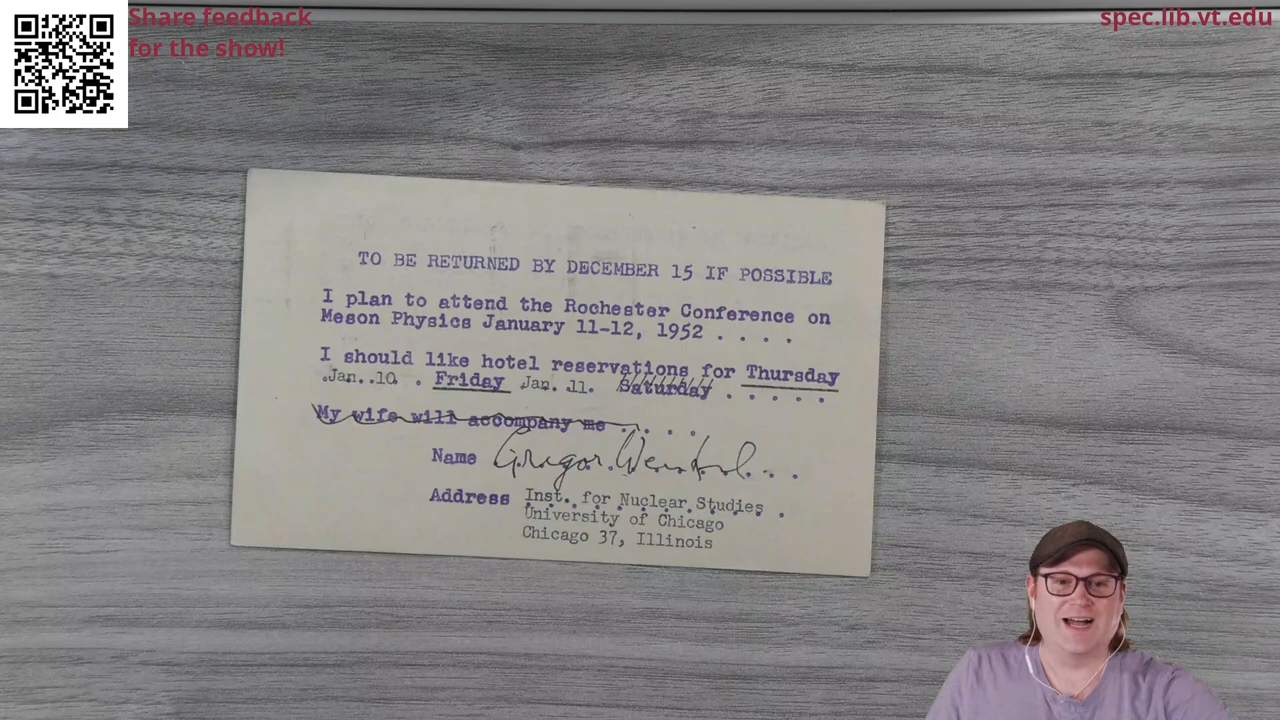 Share feedback
for the show!
spec.lib.vt.edu
TO BE RETURNED BY DECEMBER 15 IF POSSIBLE
I plan to attend the Rochester Conference on
Meson Physics January 11-12, 1952 . . . .
I should like hotel reservations for Thursday
.Jan..10. . Friday Jan. 11. Saturday . . . . .
My wife will accompany me . . . .
Name Gregor Wentzel. . .
Address Inst. for Nuclear Studies .
University of Chicago
Chicago 37, Illinois